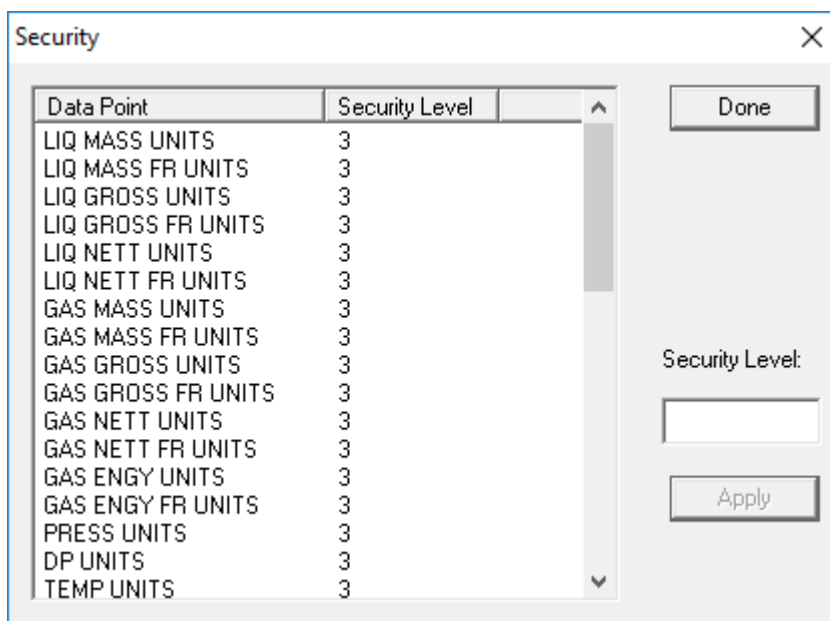 Security
Data Point Security Level
Done
LIQ MASS UNITS 3
LIQ MASS FR UNITS 3
LIQ GROSS UNITS 3
LIQ GROSS FR UNITS 3
LIQ NETT UNITS 3
LIQ NETT FR UNITS 3
GAS MASS UNITS 3
GAS MASS FR UNITS 3
GAS GROSS UNITS 3
GAS GROSS FR UNITS 3
GAS NETT UNITS 3
GAS NETT FR UNITS 3
GAS ENGY UNITS 3
GAS ENGY FR UNITS 3
PRESS UNITS 3
DP UNITS 3
TEMP UNITS 3
Security Level:
Apply